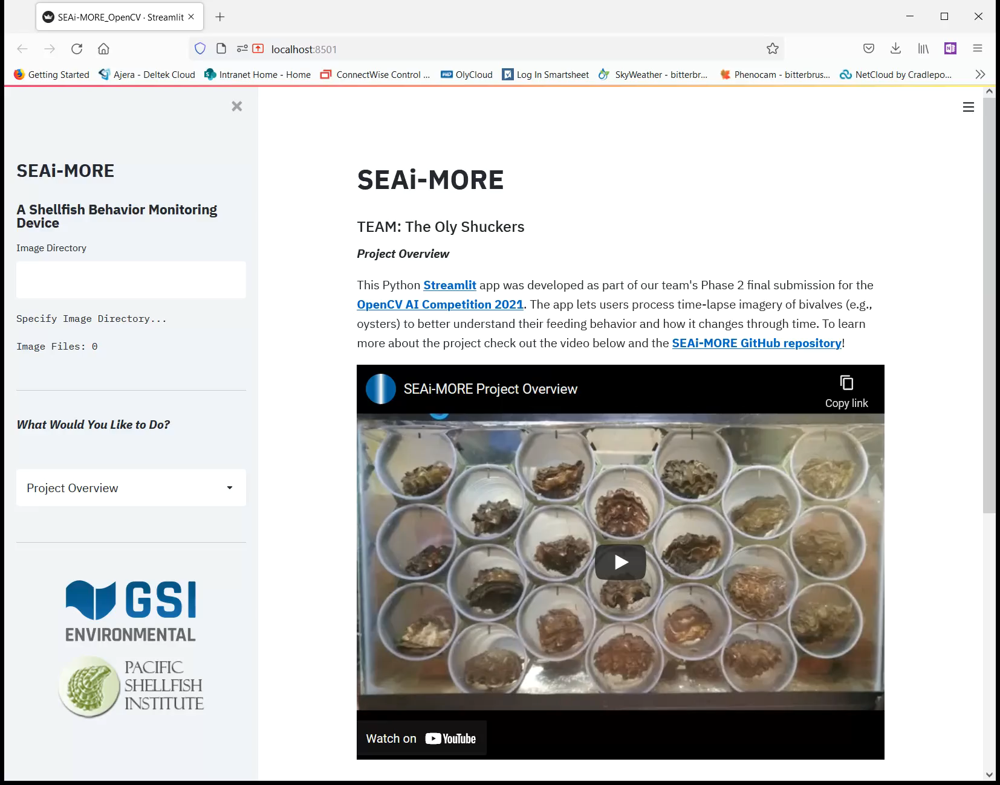 SEAi-MORE_OpenCV · Streamlit
localhost:8501
Getting Started
Ajera - Deltek Cloud
Intranet Home - Home
ConnectWise Control ...
WD OlyCloud
Log In Smartsheet
SkyWeather - bitterbr...
Phenocam - bitterbrus...
NetCloud by Cradlepo...
SEAi-MORE
A Shellfish Behavior Monitoring
Device
Image Directory
Specify Image Directory...
Image Files: 0
What Would You Like to Do?
Project Overview
GSI
ENVIRONMENTAL
PACIFIC
SHELLFISH
INSTITUTE
SEAi-MORE
TEAM: The Oly Shuckers
Project Overview
This Python Streamlit app was developed as part of our team's Phase 2 final submission for the
OpenCV AI Competition 2021. The app lets users process time-lapse imagery of bivalves (e.g.,
oysters) to better understand their feeding behavior and how it changes through time. To learn
more about the project check out the video below and the SEAi-MORE GitHub repository!
SEAi-MORE Project Overview
Copy link
Watch on YouTube